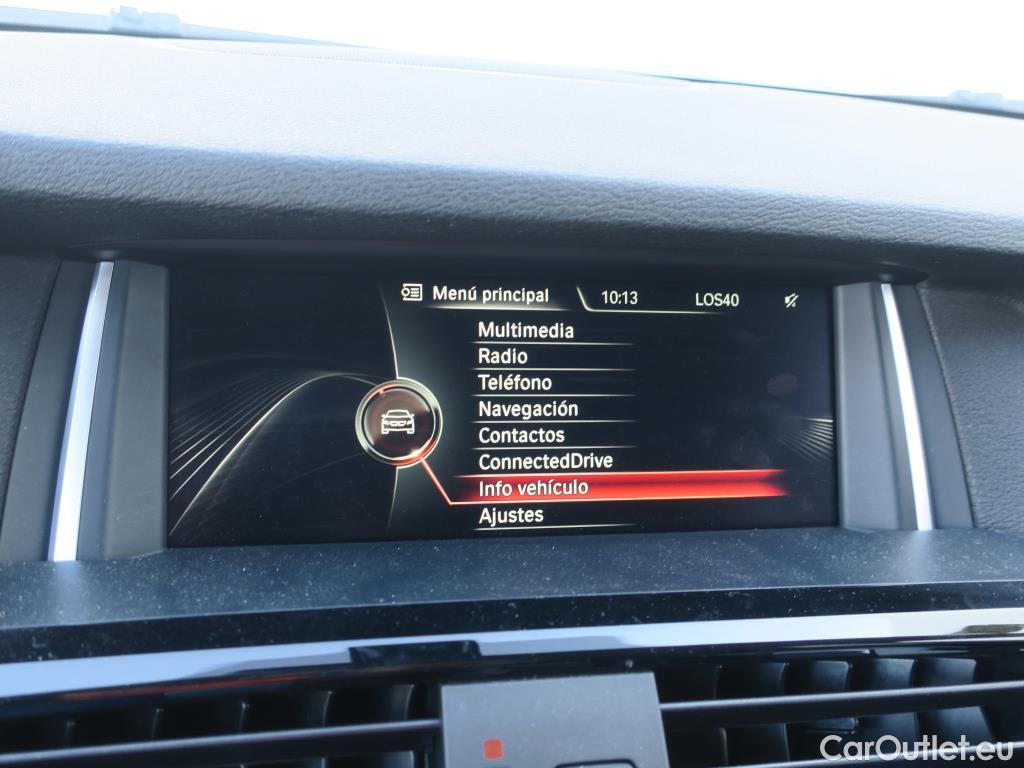 Menú principal 10:13 LOS40
Multimedia
Radio
Teléfono
Navegación
Contactos
ConnectedDrive
Info vehículo
Ajustes
CarOutlet.eu